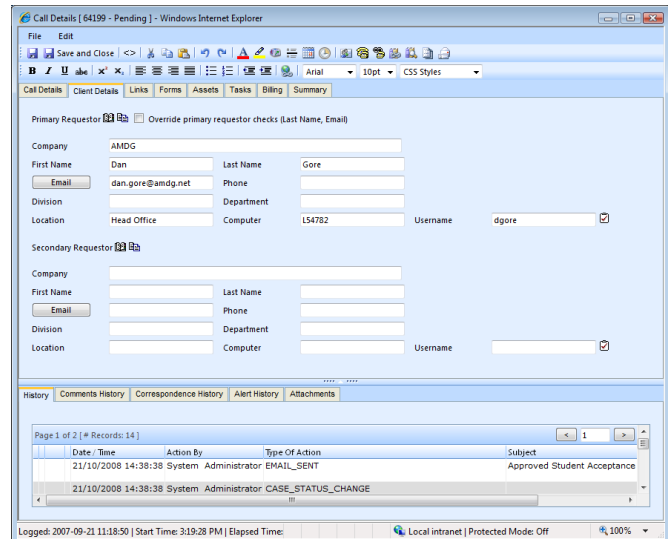 Call Details [ 64199 - Pending ] - Windows Internet Explorer
File Edit
Save and Close <>
B I U abc x² x₂ Arial 10pt CSS Styles
Call Details Client Details Links Forms Assets Tasks Billing Summary
Primary Requestor Override primary requestor checks (Last Name, Email)
Company AMDG
First Name Dan Last Name Gore
Email dan.gore@amdg.net Phone
Division Department
Location Head Office Computer L54782 Username dgore
Secondary Requestor
Company
First Name Last Name
Email Phone
Division Department
Location Computer Username
History Comments History Correspondence History Alert History Attachments
Page 1 of 2 [ # Records: 14 ] < 1 >
Date / Time Action By Type Of Action Subject
21/10/2008 14:38:38 System Administrator EMAIL_SENT Approved Student Acceptance
21/10/2008 14:38:38 System Administrator CASE_STATUS_CHANGE
Logged: 2007-09-21 11:18:50 | Start Time: 3:19:28 PM | Elapsed Time: Local intranet | Protected Mode: Off 100%